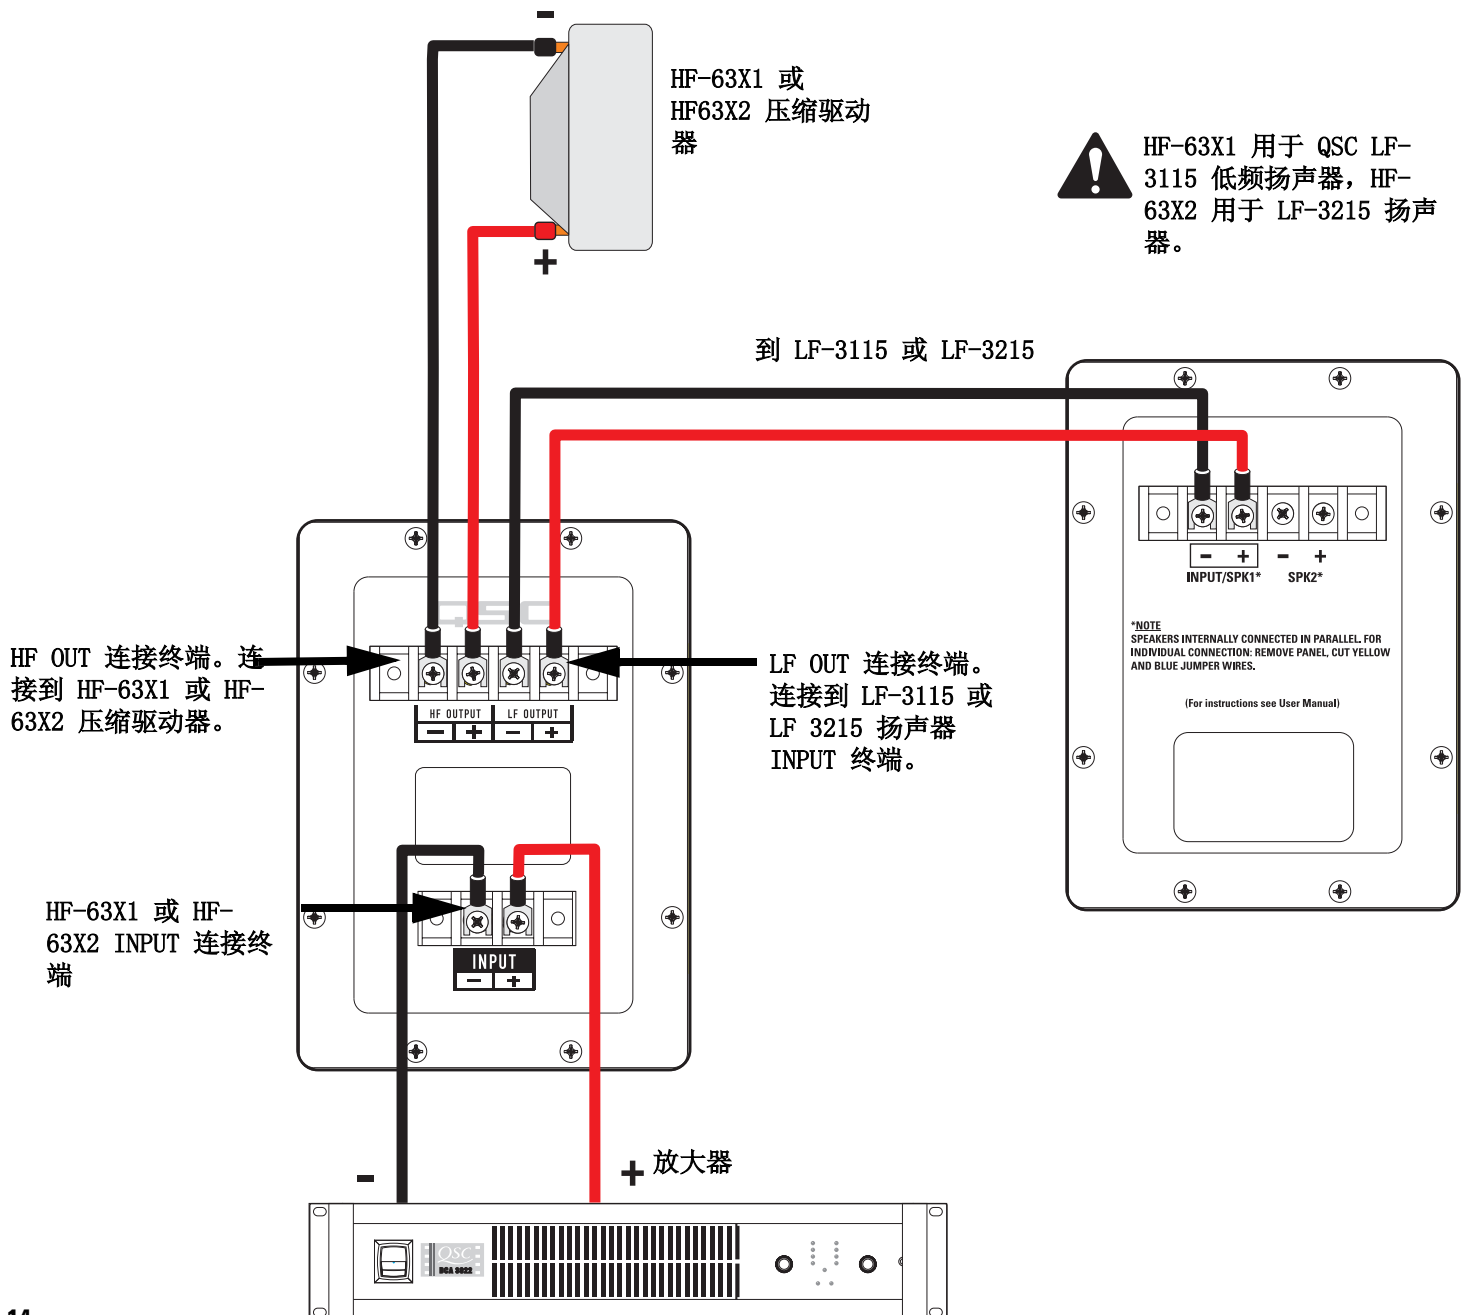 -
HF-63X1 或
HF63X2 压缩驱动
器
+
HF-63X1 用于 QSC LF-
3115 低频扬声器，HF-
63X2 用于 LF-3215 扬声
器。
到 LF-3115 或 LF-3215
- + - +
INPUT/SPK1* SPK2*
*NOTE
SPEAKERS INTERNALLY CONNECTED IN PARALLEL. FOR
INDIVIDUAL CONNECTION: REMOVE PANEL, CUT YELLOW
AND BLUE JUMPER WIRES.
(For instructions see User Manual)
QSC
HF OUT 连接终端。连
接到 HF-63X1 或 HF-
63X2 压缩驱动器。
HF OUTPUT LF OUTPUT
- + - +
LF OUT 连接终端。
连接到 LF-3115 或
LF 3215 扬声器
INPUT 终端。
HF-63X1 或 HF-
63X2 INPUT 连接终
端
INPUT
- +
- + 放大器
QSC
DCA 3022
14